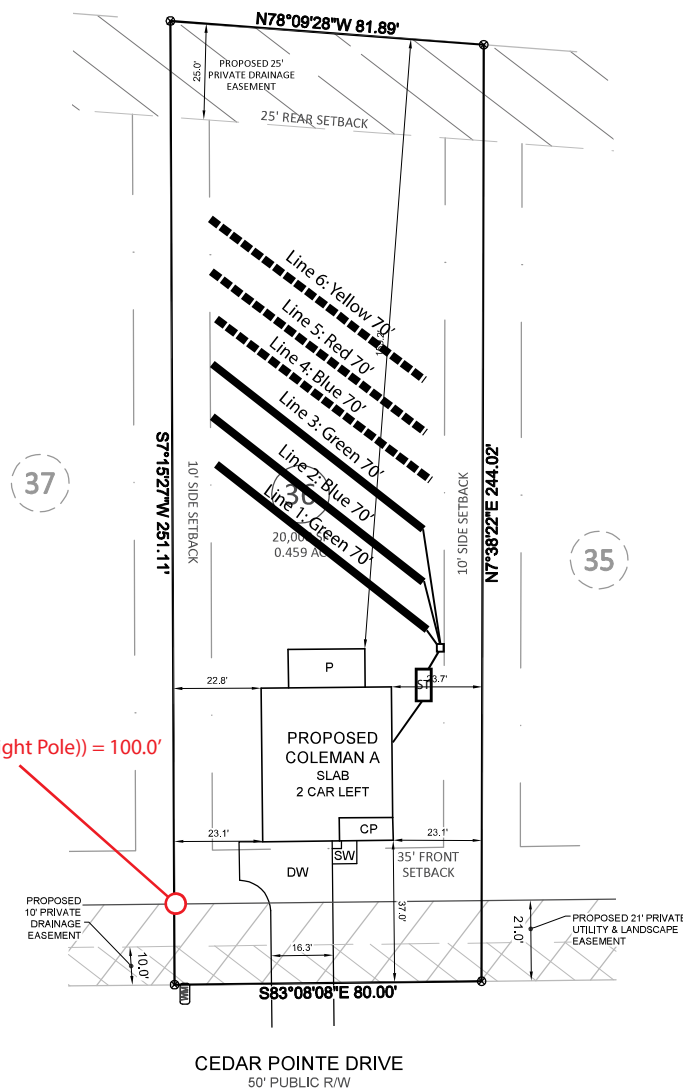 N78°09'28"W 81.89'
25.0'
PROPOSED 25'
PRIVATE DRAINAGE
EASEMENT
25' REAR SETBACK
Line 6: Yellow 70'
Line 5: Red 70'
Line 4: Blue 70'
Line 3: Green 70'
Line 2: Blue 70'
Line 1: Green 70'
S7°15'27"W 251.11'
10' SIDE SETBACK
10' SIDE SETBACK
N7°38'22"E 244.02'
37
36
35
0.459
P
22.8'
ST
23.7'
ght Pole)) = 100.0'
PROPOSED
COLEMAN A
SLAB
2 CAR LEFT
CP
23.1'
23.1'
SW
DW
35' FRONT
SETBACK
37.0'
PROPOSED
10' PRIVATE
DRAINAGE
EASEMENT
10.0'
16.3'
21.0'
PROPOSED 21' PRIVATE
UTILITY & LANDSCAPE
EASEMENT
WM
S83°08'08"E 80.00'
CEDAR POINTE DRIVE
50' PUBLIC R/W